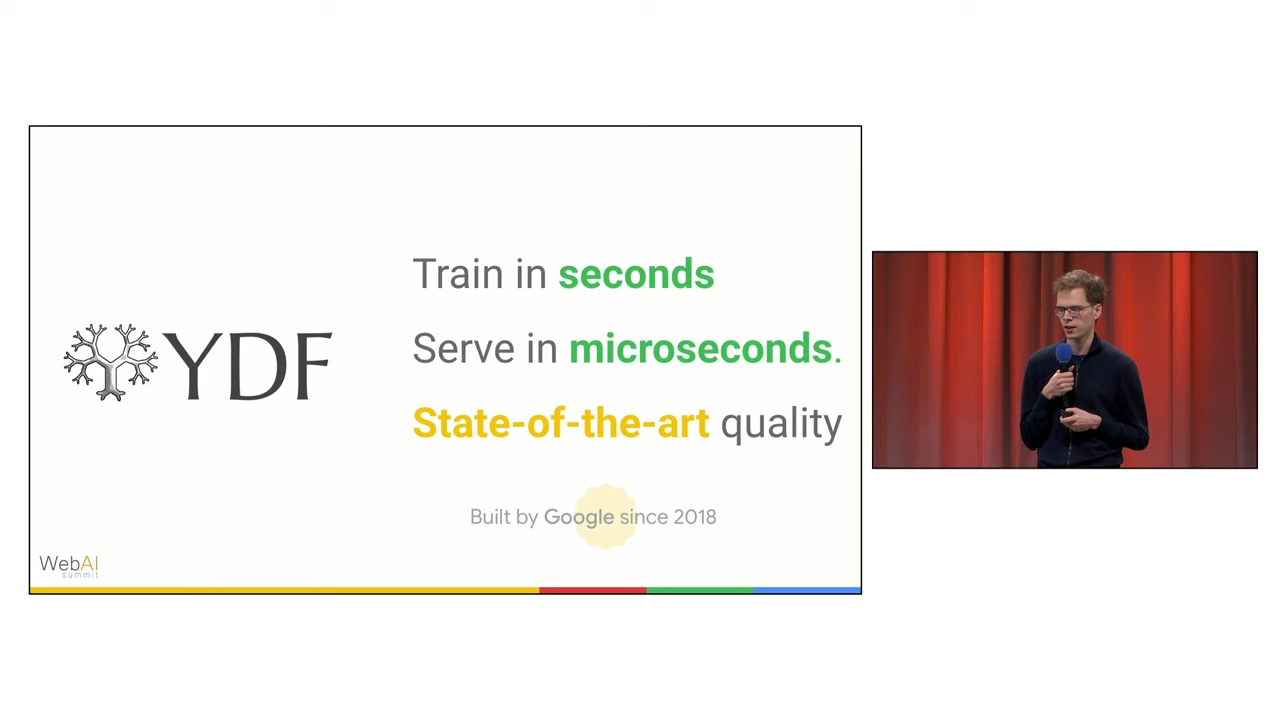 YDF
Train in seconds
Serve in microseconds.
State-of-the-art quality
Built by Google since 2018
WebAI
summit